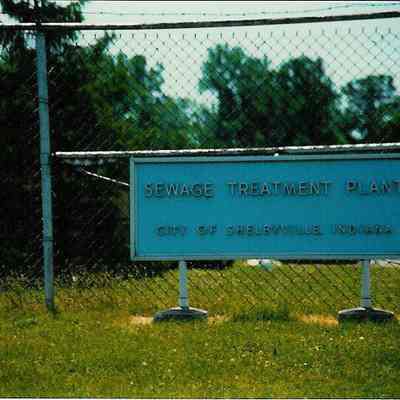 SEWAGE TREATMENT PLANT
CITY OF SHELBYVILLE, INDIANA